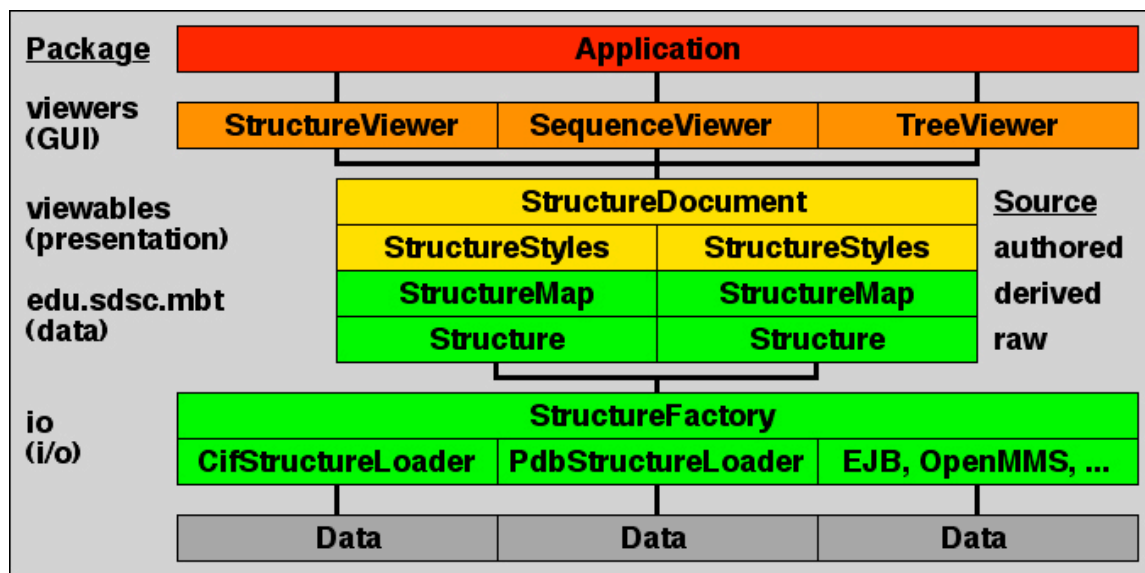 Package
Application
viewers
(GUI)
StructureViewer
SequenceViewer
TreeViewer
viewables
(presentation)
StructureDocument
Source
StructureStyles
StructureStyles
authored
edu.sdsc.mbt
(data)
StructureMap
StructureMap
derived
Structure
Structure
raw
io
(i/o)
StructureFactory
CifStructureLoader
PdbStructureLoader
EJB, OpenMMS, ...
Data
Data
Data